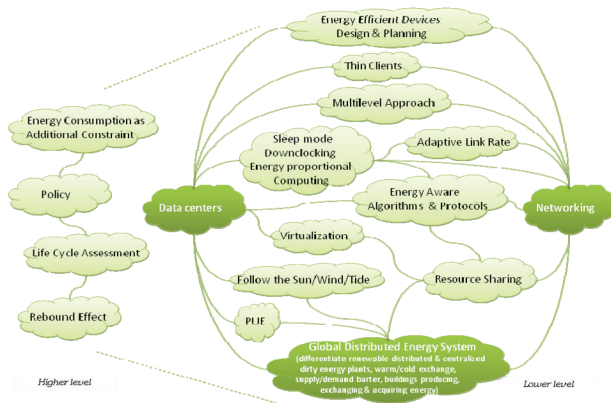 Energy Efficient Devices
Design & Planning
Thin Clients
Multilevel Approach
Energy Consumption as
Additional Constraint
Sleep mode
Downclocking
Energy proportional
Computing
Adaptive Link Rate
Policy
Data centers
Energy Aware
Algorithms & Protocols
Networking
Virtualization
Life Cycle Assessment
Follow the Sun/Wind/Tide
Resource Sharing
Rebound Effect
PUE
Global Distributed Energy System
(differentiate renewable distributed & centralized
dirty energy plants, warm/cold exchange,
supply/demand barter, buildings producing,
exchanging & acquiring energy)
Higher level
Lower level